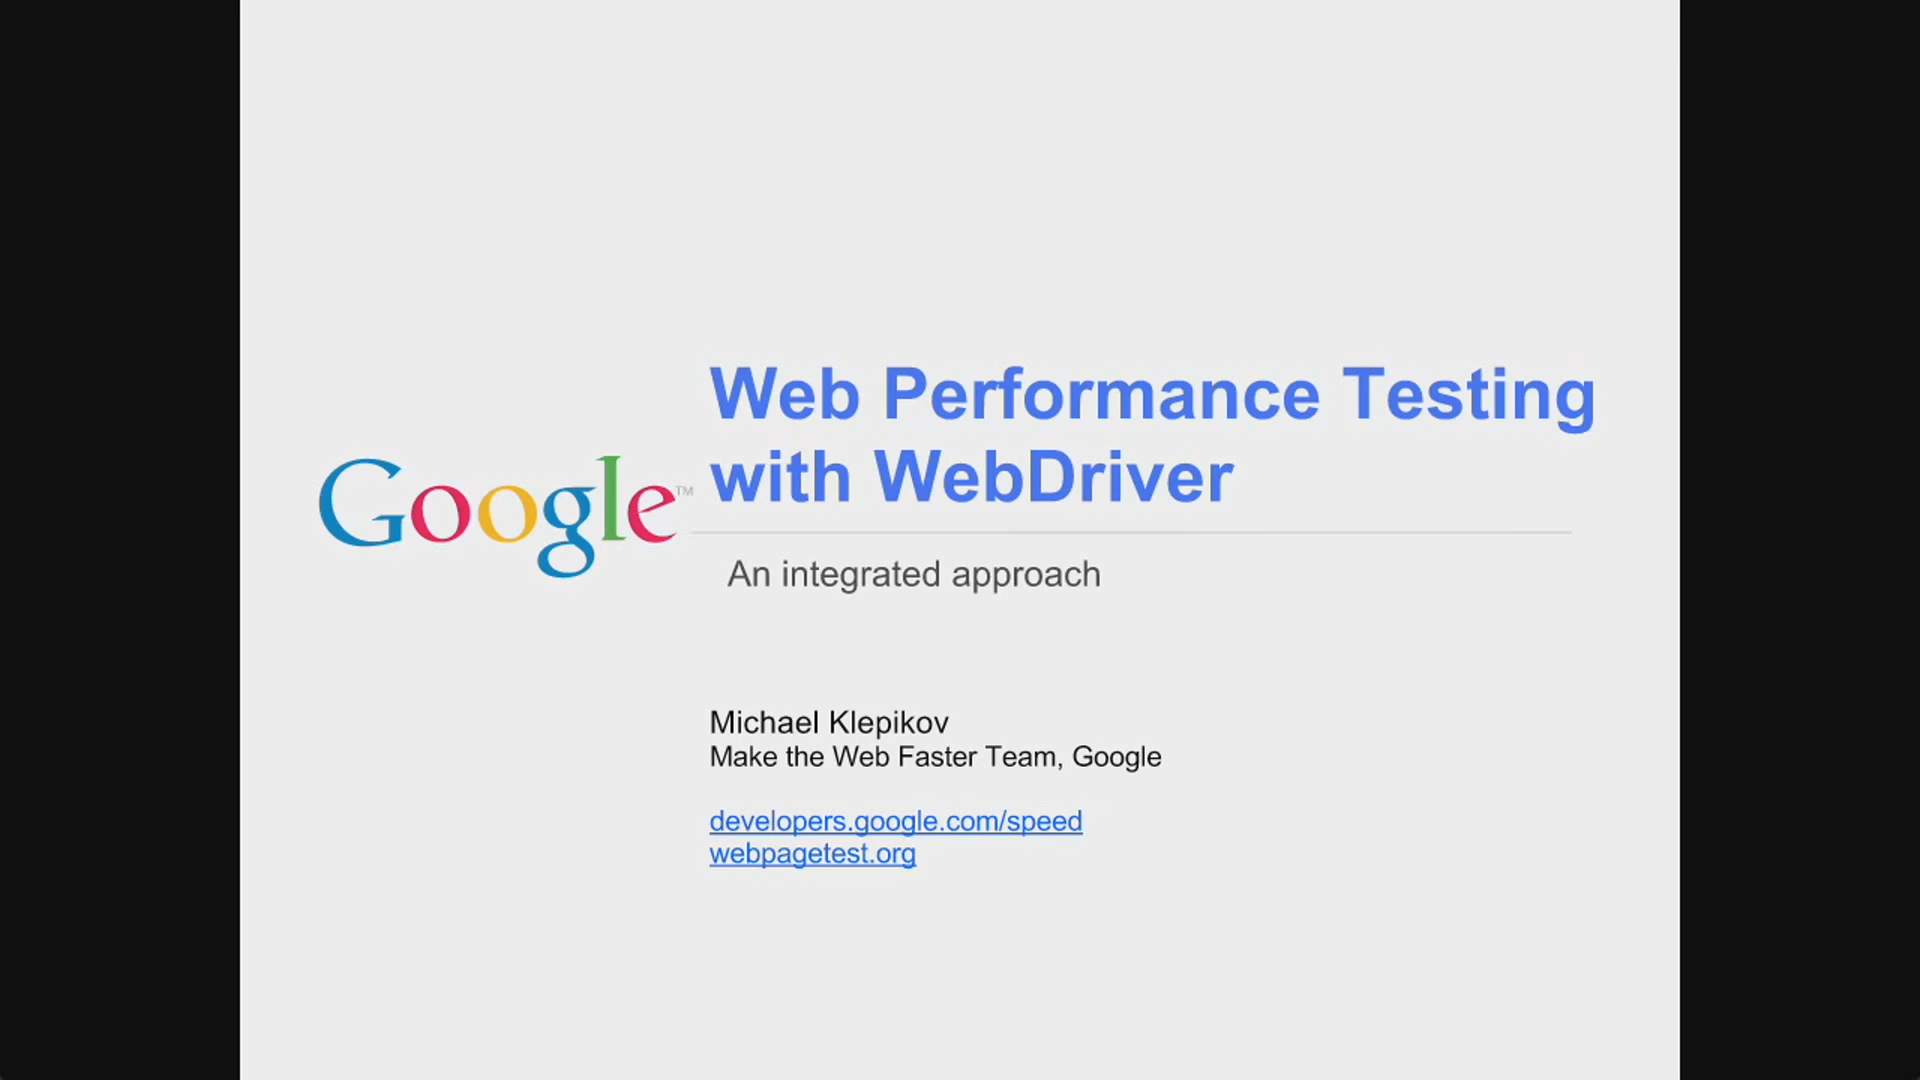 Web Performance Testing
with WebDriver
Google™
An integrated approach
Michael Klepikov
Make the Web Faster Team, Google
developers.google.com/speed
webpagetest.org